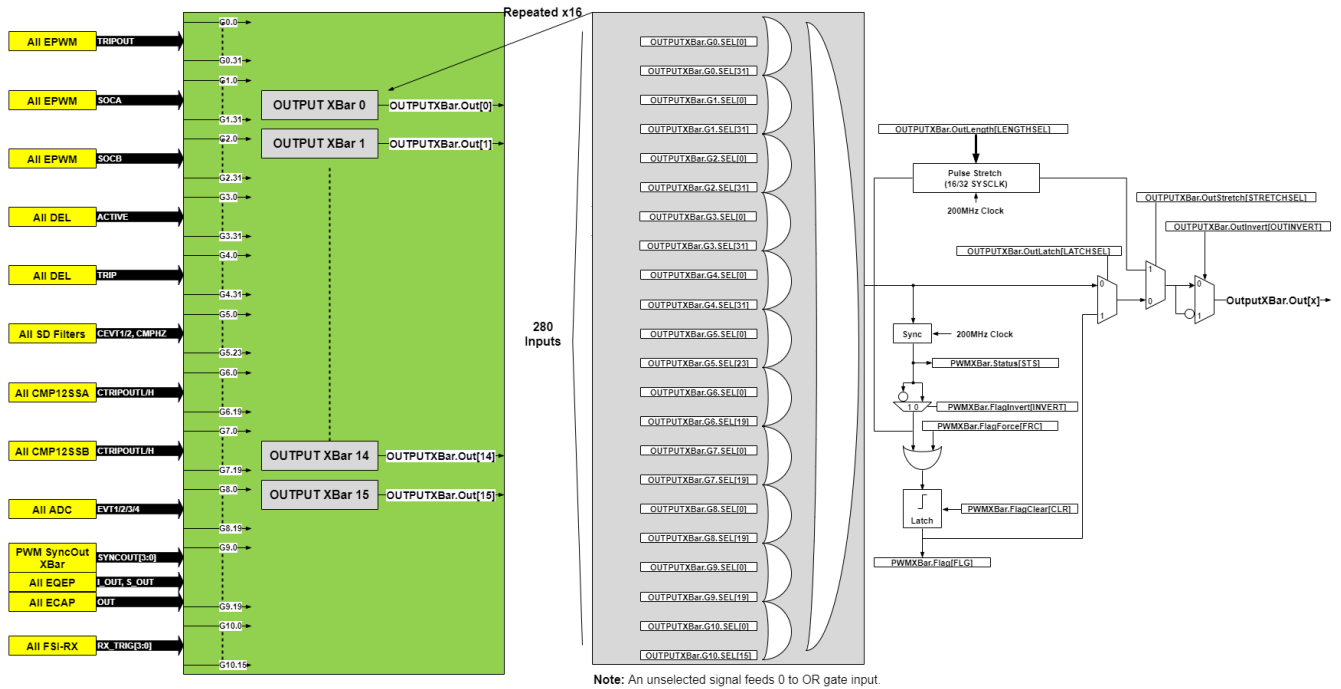 Repeated x16
All EPWM
TRIPOUT
All EPWM
SOCA
All EPWM
SOCB
All DEL
ACTIVE
All DEL
TRIP
All SD Filters
CEVT1/2, CMPHZ
All CMP12SSA
CTRIPOUTL/H
All CMP12SSB
CTRIPOUTL/H
All ADC
EVT1/2/3/4
PWM SyncOut
XBar
SYNCOUT[3:0]
All EQEP
I_OUT, S_OUT
All ECAP
OUT
All FSI-RX
RX_TRIG[3:0]
G0.0
G0.31
G1.0
G1.31
G2.0
G2.31
G3.0
G3.31
G4.0
G4.31
G5.0
G5.23
G6.0
G6.19
G7.0
G7.19
G8.0
G8.19
G9.0
G9.19
G10.0
G10.15
OUTPUT XBar 0
OUTPUTXBar.Out[0]
OUTPUT XBar 1
OUTPUTXBar.Out[1]
OUTPUT XBar 14
OUTPUTXBar.Out[14]
OUTPUT XBar 15
OUTPUTXBar.Out[15]
280
Inputs
OUTPUTXBar.G0.SEL[0]
OUTPUTXBar.G0.SEL[31]
OUTPUTXBar.G1.SEL[0]
OUTPUTXBar.G1.SEL[31]
OUTPUTXBar.G2.SEL[0]
OUTPUTXBar.G2.SEL[31]
OUTPUTXBar.G3.SEL[0]
OUTPUTXBar.G3.SEL[31]
OUTPUTXBar.G4.SEL[0]
OUTPUTXBar.G4.SEL[31]
OUTPUTXBar.G5.SEL[0]
OUTPUTXBar.G5.SEL[23]
OUTPUTXBar.G6.SEL[0]
OUTPUTXBar.G6.SEL[19]
OUTPUTXBar.G7.SEL[0]
OUTPUTXBar.G7.SEL[19]
OUTPUTXBar.G8.SEL[0]
OUTPUTXBar.G8.SEL[19]
OUTPUTXBar.G9.SEL[0]
OUTPUTXBar.G9.SEL[19]
OUTPUTXBar.G10.SEL[0]
OUTPUTXBar.G10.SEL[15]
OUTPUTXBar.OutLength[LENGTHSEL]
Pulse Stretch
(16/32 SYSCLK)
200MHz Clock
OUTPUTXBar.OutStretch[STRETCHSEL]
OUTPUTXBar.OutInvert[OUTINVERT]
OUTPUTXBar.OutLatch[LATCHSEL]
0
1
1
0
0
1
OutputXBar.Out[x]
Sync
200MHz Clock
PWMXBar.Status[STS]
1 0
PWMXBar.FlagInvert[INVERT]
PWMXBar.FlagForce[FRC]
Latch
PWMXBar.FlagClear[CLR]
PWMXBar.Flag[FLG]
Note: An unselected signal feeds 0 to OR gate input.